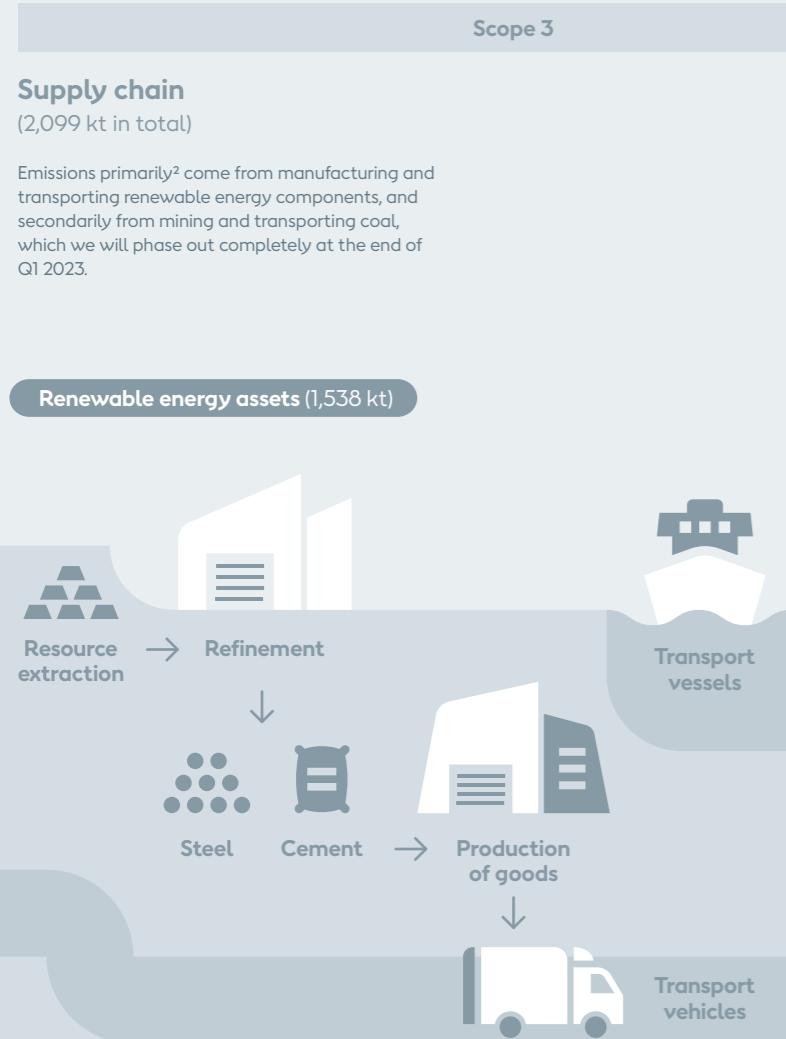 Scope 3
Supply chain
(2,099 kt in total)
Emissions primarily² come from manufacturing and
transporting renewable energy components, and
secondarily from mining and transporting coal,
which we will phase out completely at the end of
Q1 2023.
Renewable energy assets (1,538 kt)
Resource
extraction
Refinement
Transport
vessels
Steel
Cement
Production
of goods
Transport
vehicles